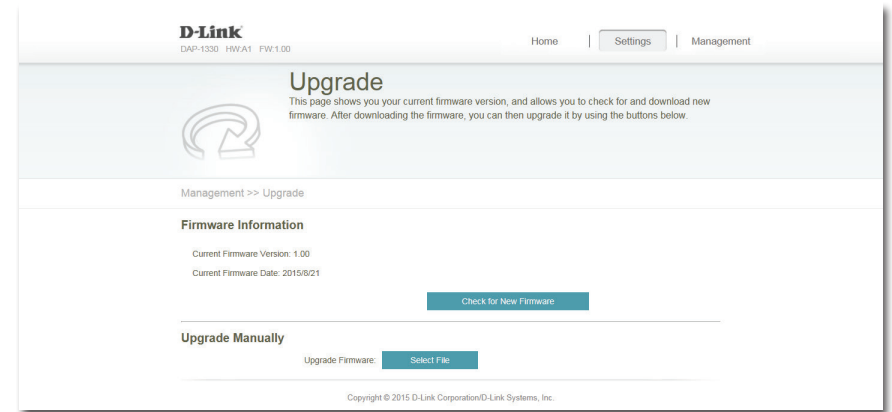 D-Link
DAP-1330 HW:A1 FW:1.00
Home | Settings | Management
Upgrade
This page shows you your current firmware version, and allows you to check for and download new
firmware. After downloading the firmware, you can then upgrade it by using the buttons below.
Management >> Upgrade
Firmware Information
Current Firmware Version: 1.00
Current Firmware Date: 2015/8/21
Check for New Firmware
Upgrade Manually
Upgrade Firmware: Select File
Copyright © 2015 D-Link Corporation/D-Link Systems, Inc.